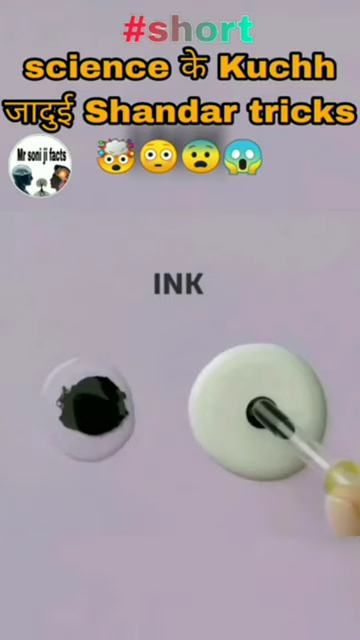 #short
science के Kuchh
जादुई Shandar tricks
Mr soni ji facts
INK